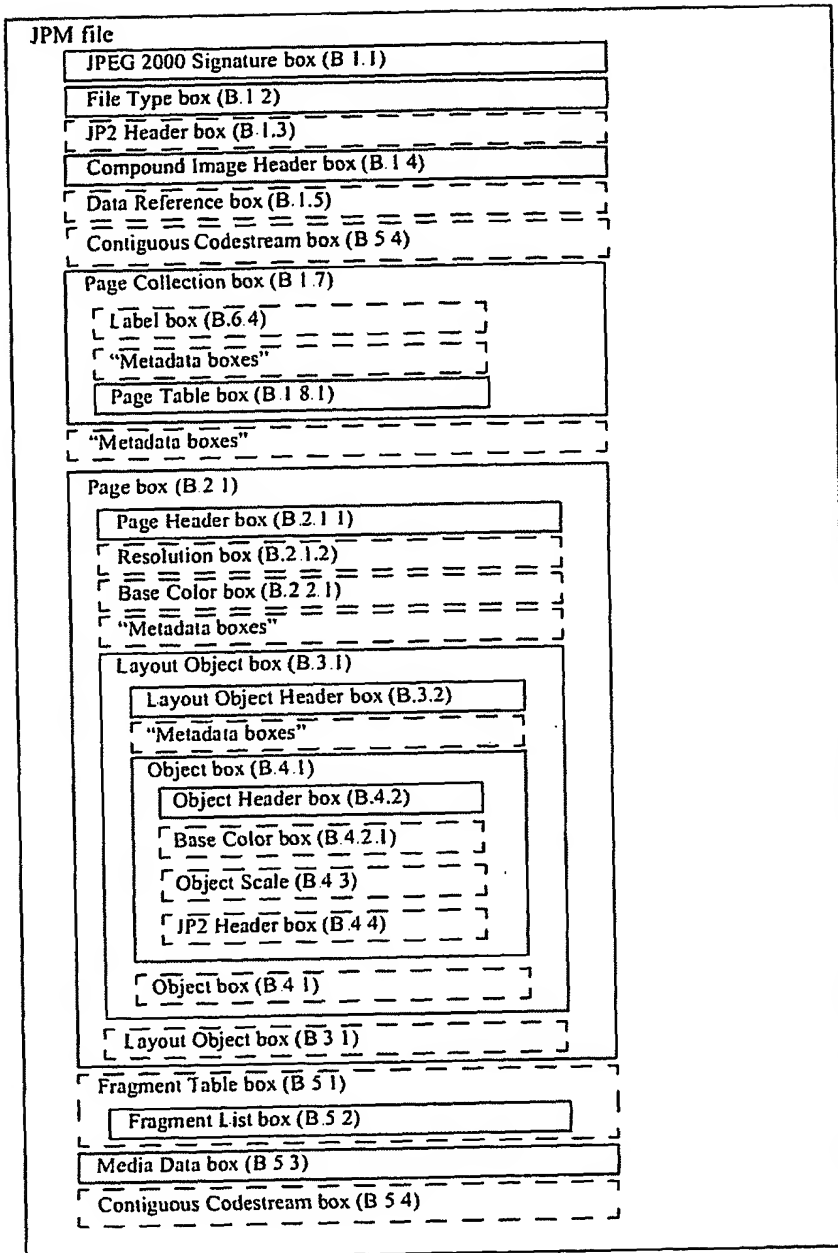 JPM file
JPEG 2000 Signature box (B 1.1)
File Type box (B.1 2)
JP2 Header box (B 1.3)
Compound Image Header box (B.1 4)
Data Reference box (B.1.5)
Contiguous Codestream box (B 5 4)
Page Collection box (B 1.7)
Label box (B.6.4)
“Metadata boxes”
Page Table box (B.1 8.1)
“Metadata boxes”
Page box (B.2 1)
Page Header box (B.2.1 1)
Resolution box (B.2 1.2)
Base Color box (B.2 2.1)
“Metadata boxes”
Layout Object box (B.3.1)
Layout Object Header box (B.3.2)
“Metadata boxes”
Object box (B.4.1)
Object Header box (B.4.2)
Base Color box (B.4.2.1)
Object Scale (B.4 3)
JP2 Header box (B.4 4)
Object box (B.4 1)
Layout Object box (B 3 1)
Fragment Table box (B 5 1)
Fragment List box (B.5 2)
Media Data box (B 5 3)
Contiguous Codestream box (B 5 4)